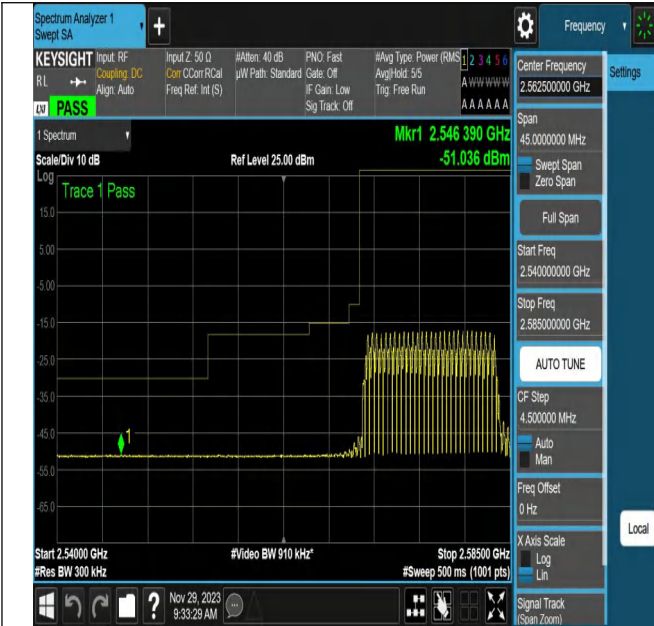 Spectrum Analyzer 1
Swept SA
+
Frequency
KEYSIGHT
RL
LXI
PASS
Input: RF
Coupling: DC
Align: Auto
Input Z: 50 Ω
Corr CCorr RCal
Freq Ref: Int (S)
#Atten: 40 dB
µW Path: Standard
PNO: Fast
Gate: Off
IF Gain: Low
Sig Track: Off
#Avg Type: Power (RMS
Avg|Hold: 5/5
Trig: Free Run
1 2 3 4 5 6
A W W W W W
A A A A A A
1 Spectrum
Scale/Div 10 dB
Ref Level 25.00 dBm
Mkr1 2.546 390 GHz
-51.036 dBm
Log
Trace 1 Pass
15.0
5.00
-5.00
-15.0
-25.0
-35.0
-45.0
-55.0
-65.0
1
Start 2.54000 GHz
#Video BW 910 kHz*
Stop 2.58500 GHz
#Res BW 300 kHz
#Sweep 500 ms (1001 pts)
Center Frequency
2.562500000 GHz
Settings
Span
45.0000000 MHz
Swept Span
Zero Span
Full Span
Start Freq
2.540000000 GHz
Stop Freq
2.585000000 GHz
AUTO TUNE
CF Step
4.500000 MHz
Auto
Man
Freq Offset
0 Hz
X Axis Scale
Log
Lin
Local
Signal Track
(Span Zoom)
?
Nov 29, 2023
9:33:29 AM